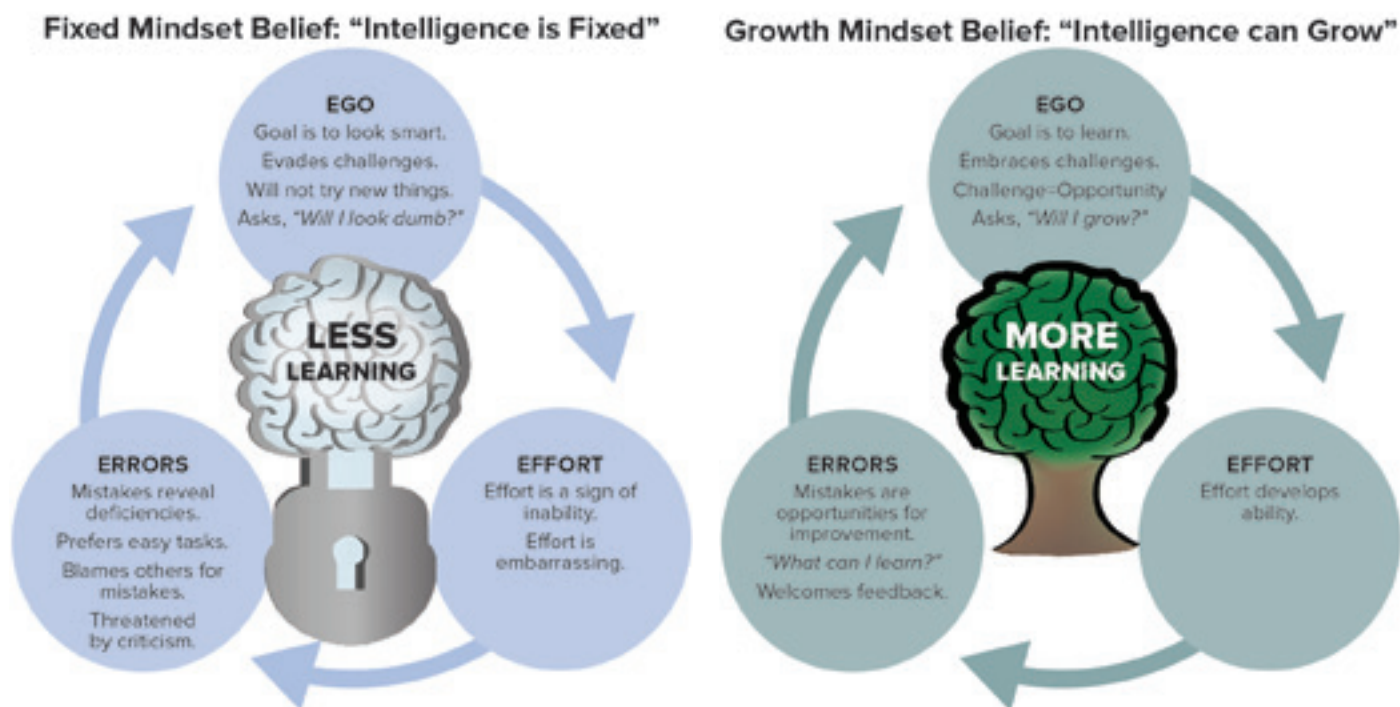 Fixed Mindset Belief: “Intelligence is Fixed”
EGO
Goal is to look smart.
Evades challenges.
Will not try new things.
Asks, “Will I look dumb?”
LESS
LEARNING
ERRORS
Mistakes reveal
deficiencies.
Prefers easy tasks.
Blames others for
mistakes.
Threatened
by criticism.
EFFORT
Effort is a sign of
inability.
Effort is
embarrassing.
Growth Mindset Belief: “Intelligence can Grow”
EGO
Goal is to learn.
Embraces challenges.
Challenge=Opportunity
Asks, “Will I grow?”
MORE
LEARNING
ERRORS
Mistakes are
opportunities for
improvement.
“What can I learn?”
Welcomes feedback.
EFFORT
Effort develops
ability.